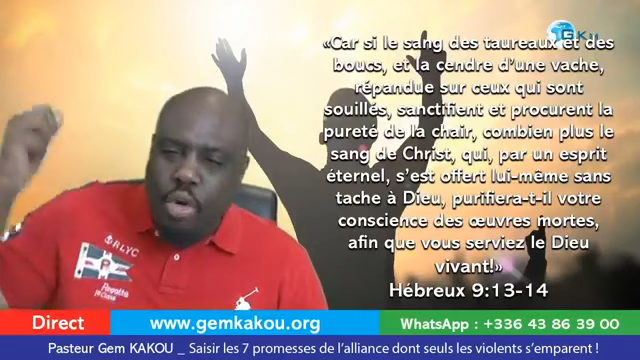 GKtv
«Car si le sang des taureaux et des
boucs, et la cendre d'une vache,
répandue sur ceux qui sont
souillés, sanctifient et procurent la
pureté de la chair, combien plus le
sang de Christ, qui, par un esprit
éternel, s'est offert lui-même sans
tache à Dieu, purifiera-t-il votre
conscience des œuvres mortes,
afin que vous serviez le Dieu
vivant!»
Hébreux 9:13-14
RLYC
Regatta
Direct
www.gemkakou.org
WhatsApp : +336 43 86 39 00
Pasteur Gem KAKOU _ Saisir les 7 promesses de l'alliance dont seuls les violents s'emparent !